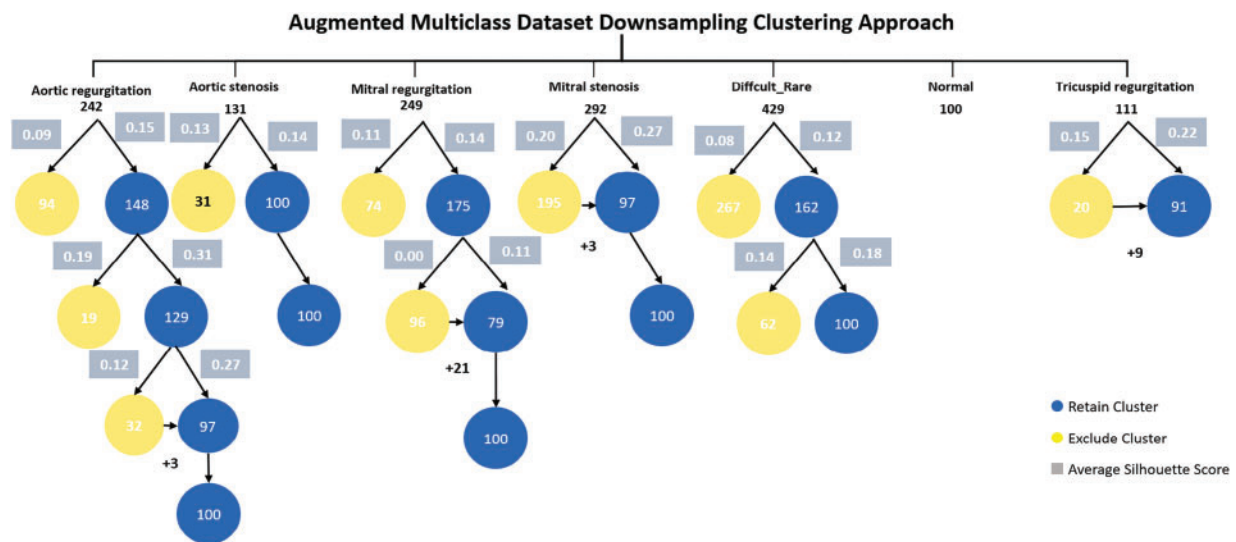 Augmented Multiclass Dataset Downsampling Clustering Approach
Aortic regurgitation Aortic stenosis Mitral regurgitation Mitral stenosis Diffcult_Rare Normal Tricuspid regurgitation
242 131 249 292 429 100 111
0.09 0.15 0.13 0.14 0.11 0.14 0.20 0.27 0.08 0.12 0.15 0.22
94 148 31 100 74 175 195 97 267 162 20 91
+3 +9
0.19 0.31 0.00 0.11 0.14 0.18
19 129 100 96 79 100 62 100
+21
0.12 0.27
32 97 100
+3
100
Retain Cluster
Exclude Cluster
Average Silhouette Score